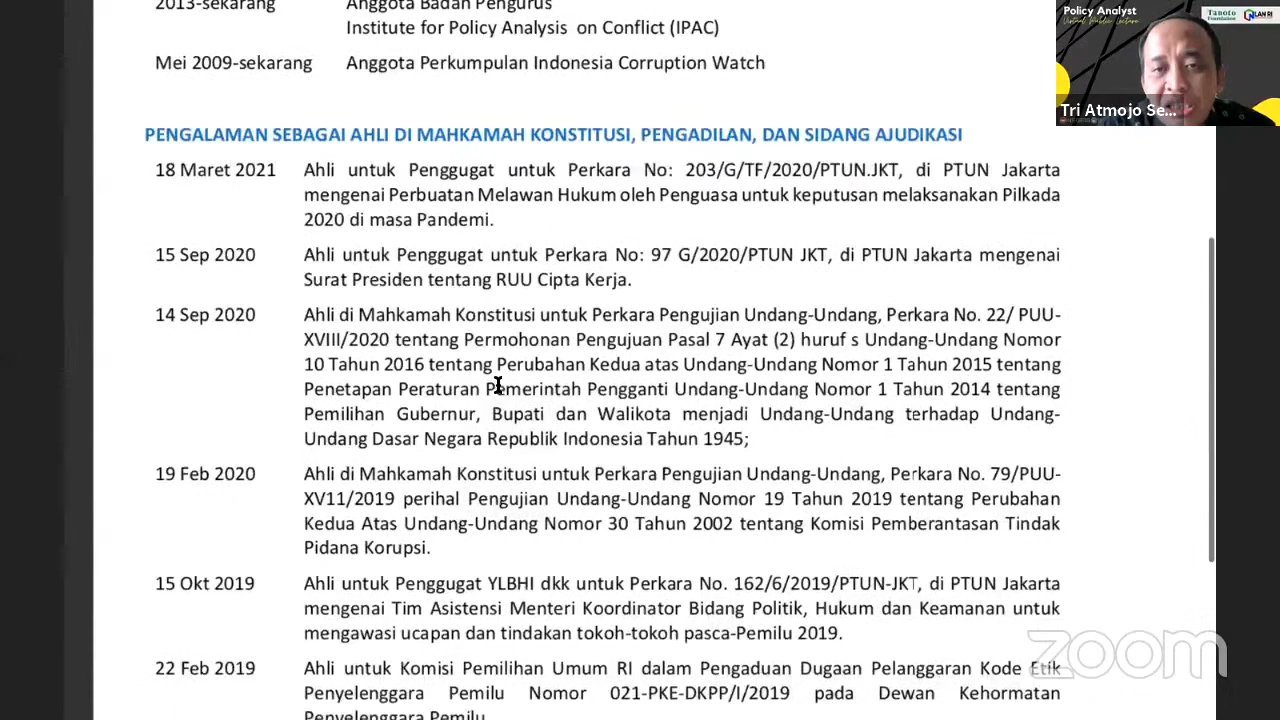 2013-sekarang Anggota Badan Pengurus
Institute for Policy Analysis on Conflict (IPAC)
Mei 2009-sekarang Anggota Perkumpulan Indonesia Corruption Watch
PENGALAMAN SEBAGAI AHLI DI MAHKAMAH KONSTITUSI, PENGADILAN, DAN SIDANG AJUDIKASI
18 Maret 2021 Ahli untuk Penggugat untuk Perkara No: 203/G/TF/2020/PTUN.JKT, di PTUN Jakarta
mengenai Perbuatan Melawan Hukum oleh Penguasa untuk keputusan melaksanakan Pilkada
2020 di masa Pandemi.
15 Sep 2020 Ahli untuk Penggugat untuk Perkara No: 97 G/2020/PTUN JKT, di PTUN Jakarta mengenai
Surat Presiden tentang RUU Cipta Kerja.
14 Sep 2020 Ahli di Mahkamah Konstitusi untuk Perkara Pengujian Undang-Undang, Perkara No. 22/ PUU-
XVIII/2020 tentang Permohonan Pengujuan Pasal 7 Ayat (2) huruf s Undang-Undang Nomor
10 Tahun 2016 tentang Perubahan Kedua atas Undang-Undang Nomor 1 Tahun 2015 tentang
Penetapan Peraturan Pemerintah Pengganti Undang-Undang Nomor 1 Tahun 2014 tentang
Pemilihan Gubernur, Bupati dan Walikota menjadi Undang-Undang terhadap Undang-
Undang Dasar Negara Republik Indonesia Tahun 1945;
19 Feb 2020 Ahli di Mahkamah Konstitusi untuk Perkara Pengujian Undang-Undang, Perkara No. 79/PUU-
XV11/2019 perihal Pengujian Undang-Undang Nomor 19 Tahun 2019 tentang Perubahan
Kedua Atas Undang-Undang Nomor 30 Tahun 2002 tentang Komisi Pemberantasan Tindak
Pidana Korupsi.
15 Okt 2019 Ahli untuk Penggugat YLBHI dkk untuk Perkara No. 162/6/2019/PTUN-JKT, di PTUN Jakarta
mengenai Tim Asistensi Menteri Koordinator Bidang Politik, Hukum dan Keamanan untuk
mengawasi ucapan dan tindakan tokoh-tokoh pasca-Pemilu 2019.
22 Feb 2019 Ahli untuk Komisi Pemilihan Umum RI dalam Pengaduan Dugaan Pelanggaran Kode Etik
Penyelenggara Pemilu Nomor 021-PKE-DKPP/I/2019 pada Dewan Kehormatan
Penyelenggara Pemilu
Policy Analyst
Virtual Public Lecture
Tanoto
Foundation
LAN RI
Tri Atmojo Se...
zoom